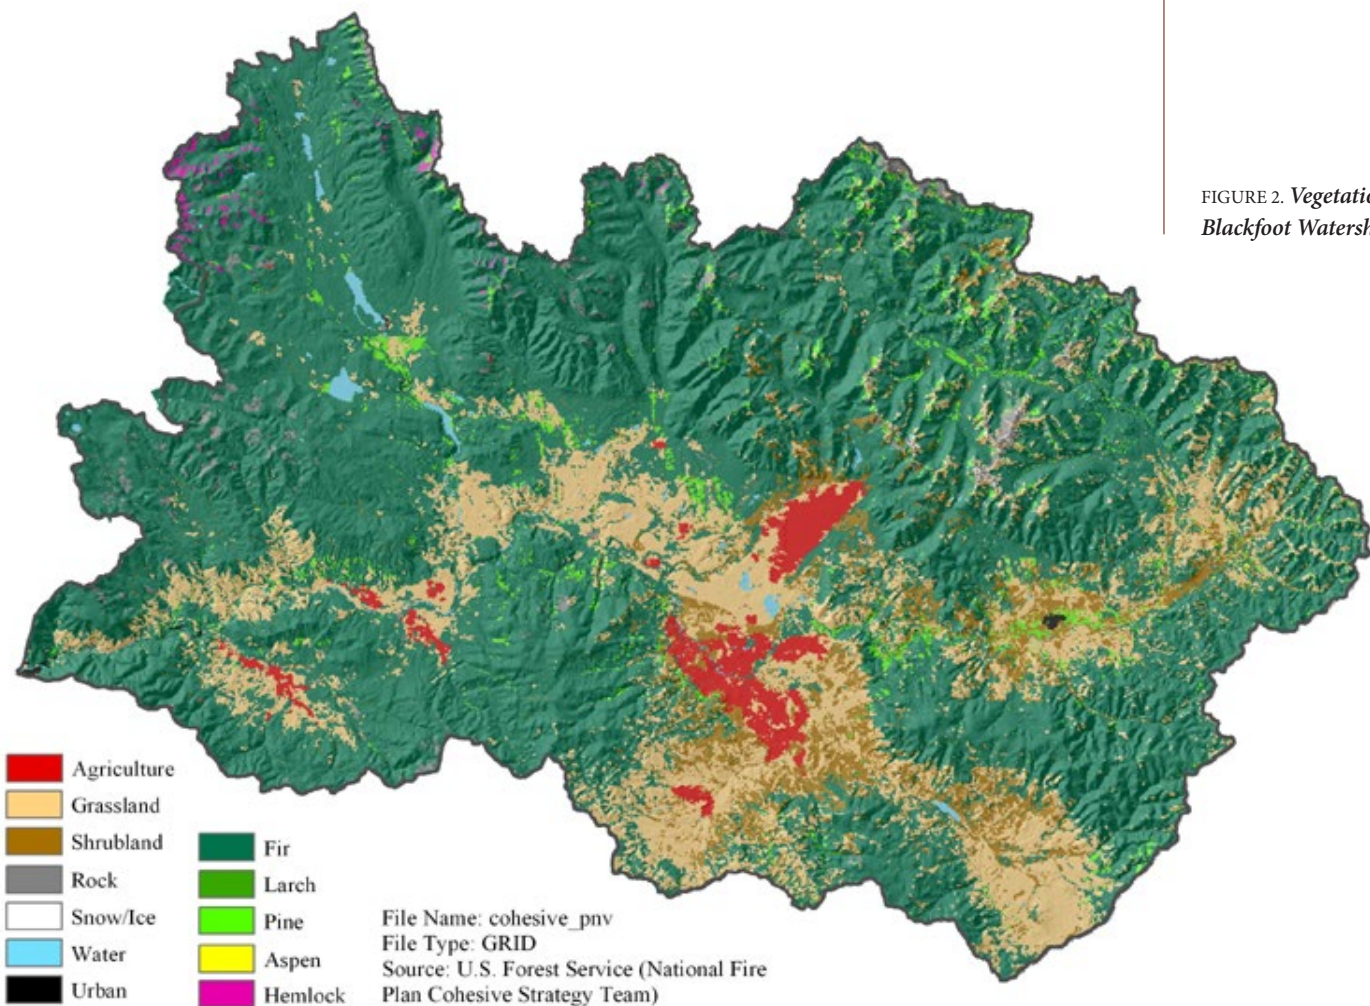 FIGURE 2. Vegetatio
Blackfoot Watersh
Agriculture
Grassland
Shrubland
Rock
Snow/Ice
Water
Urban
Fir
Larch
Pine
Aspen
Hemlock
File Name: cohesive_pnv
File Type: GRID
Source: U.S. Forest Service (National Fire
Plan Cohesive Strategy Team)